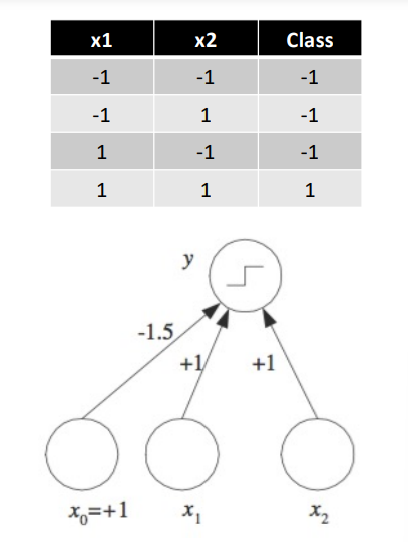 x1 x2 Class
-1 -1 -1
-1 1 -1
1 -1 -1
1 1 1
y
-1.5
+1 +1
x₀=+1 x₁ x₂